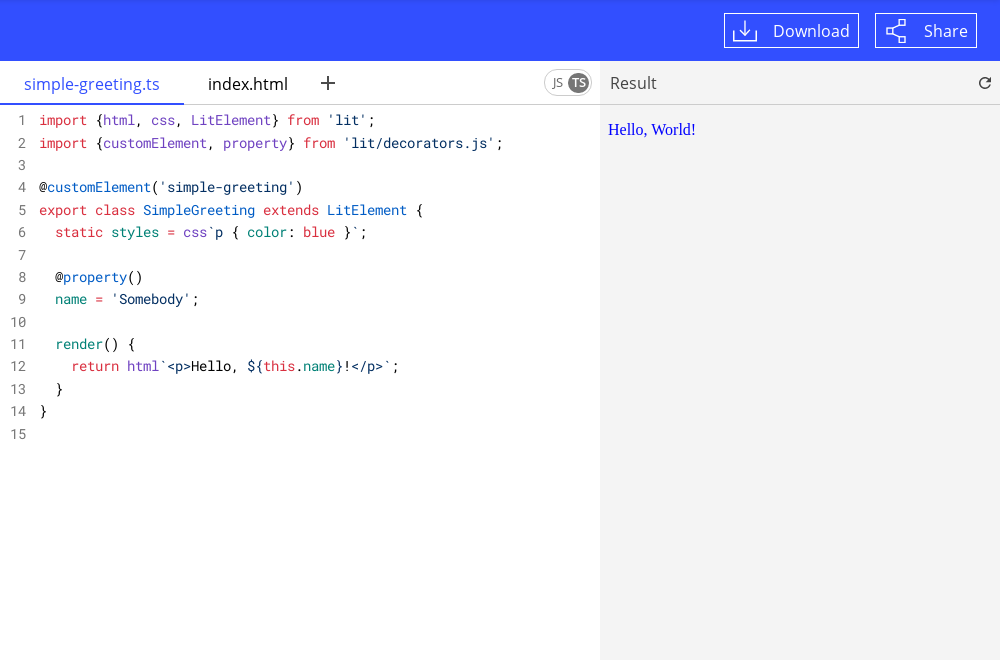 Download Share
simple-greeting.ts index.html + JS TS Result
1 import {html, css, LitElement} from 'lit';
2 import {customElement, property} from 'lit/decorators.js';
3
4 @customElement('simple-greeting')
5 export class SimpleGreeting extends LitElement {
6   static styles = css`p { color: blue }`;
7
8   @property()
9   name = 'Somebody';
10
11   render() {
12     return html`<p>Hello, ${this.name}!</p>`;
13   }
14 }
15
Hello, World!